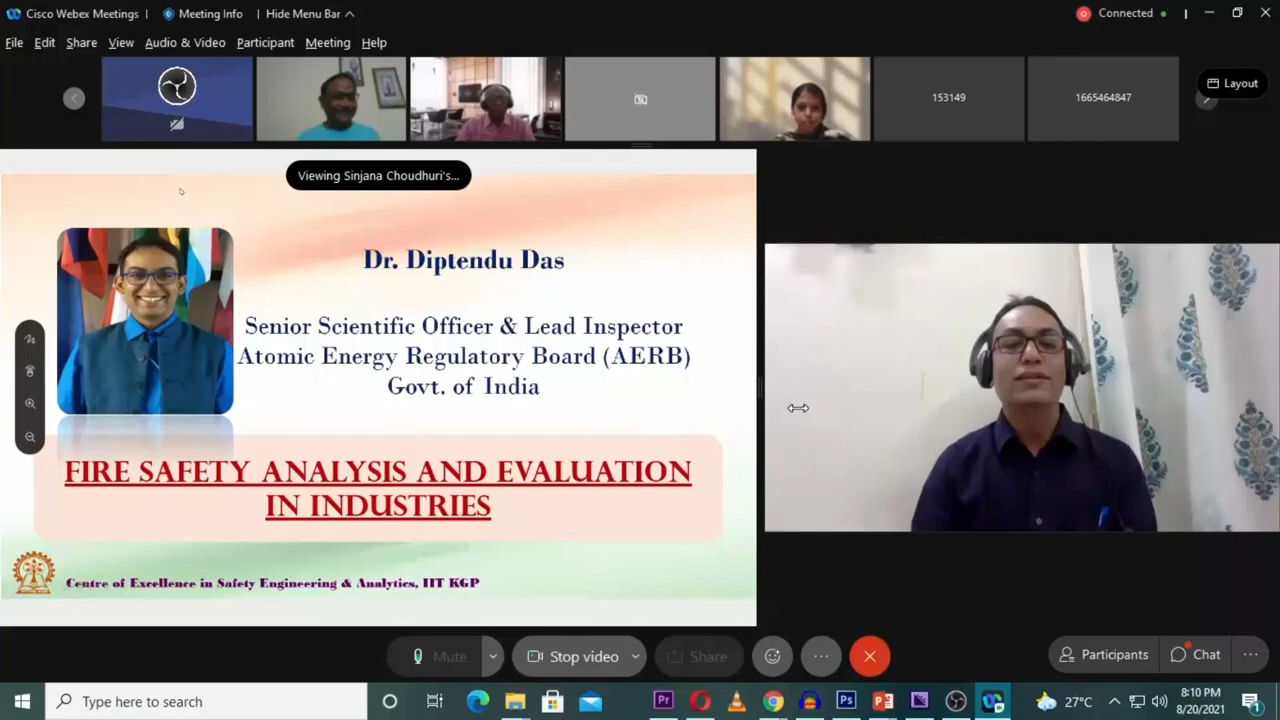 Cisco Webex Meetings
Meeting Info
Hide Menu Bar
Connected
File Edit Share View Audio & Video Participant Meeting Help
153149
1665464847
Layout
Viewing Sinjana Choudhuri's...
Dr. Diptendu Das
Senior Scientific Officer & Lead Inspector
Atomic Energy Regulatory Board (AERB)
Govt. of India
FIRE SAFETY ANALYSIS AND EVALUATION
IN INDUSTRIES
Centre of Excellence in Safety Engineering & Analytics, IIT KGP
Mute
Stop video
Share
Participants
Chat
Type here to search
Pr
Ps
27°C
8:10 PM
8/20/2021